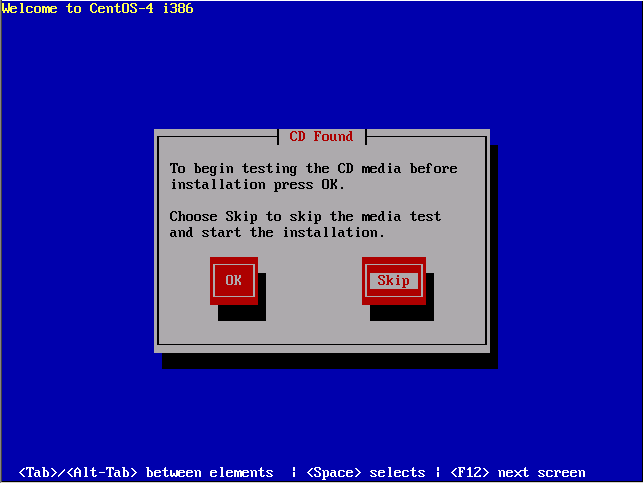 Welcome to CentOS-4 i386
CD Found
To begin testing the CD media before
installation press OK.
Choose Skip to skip the media test
and start the installation.
OK Skip
<Tab>/<Alt-Tab> between elements | <Space> selects | <F12> next screen